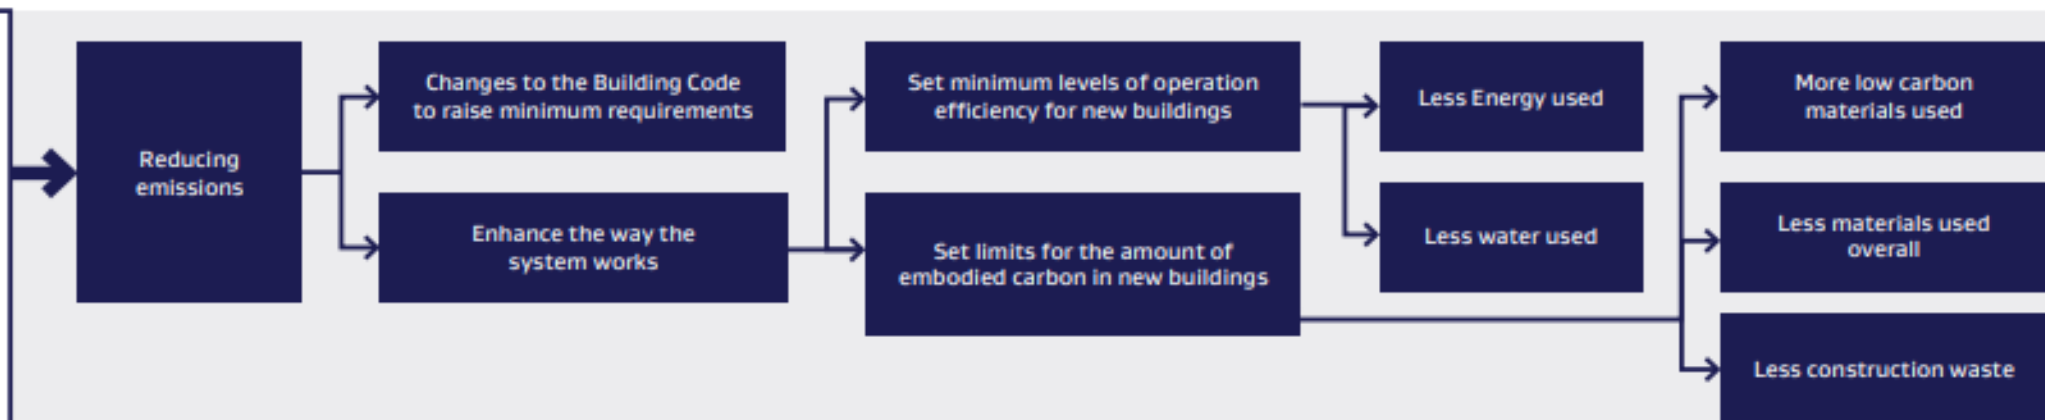 Reducing
emissions
Changes to the Building Code
to raise minimum requirements
Enhance the way the
system works
Set minimum levels of operation
efficiency for new buildings
Set limits for the amount of
embodied carbon in new buildings
Less Energy used
Less water used
More low carbon
materials used
Less materials used
overall
Less construction waste